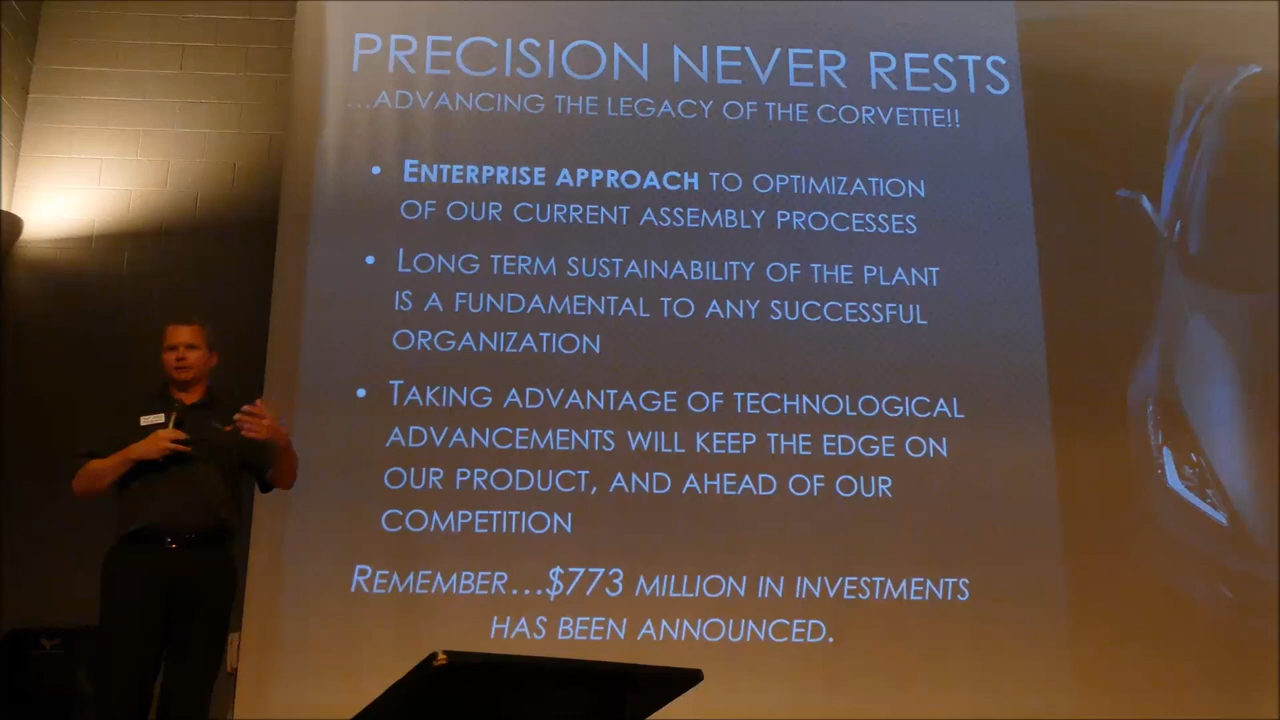 PRECISION NEVER RESTS
...ADVANCING THE LEGACY OF THE CORVETTE!!
• ENTERPRISE APPROACH TO OPTIMIZATION
OF OUR CURRENT ASSEMBLY PROCESSES
• LONG TERM SUSTAINABILITY OF THE PLANT
IS A FUNDAMENTAL TO ANY SUCCESSFUL
ORGANIZATION
• TAKING ADVANTAGE OF TECHNOLOGICAL
ADVANCEMENTS WILL KEEP THE EDGE ON
OUR PRODUCT, AND AHEAD OF OUR
COMPETITION
REMEMBER...$773 MILLION IN INVESTMENTS
HAS BEEN ANNOUNCED.